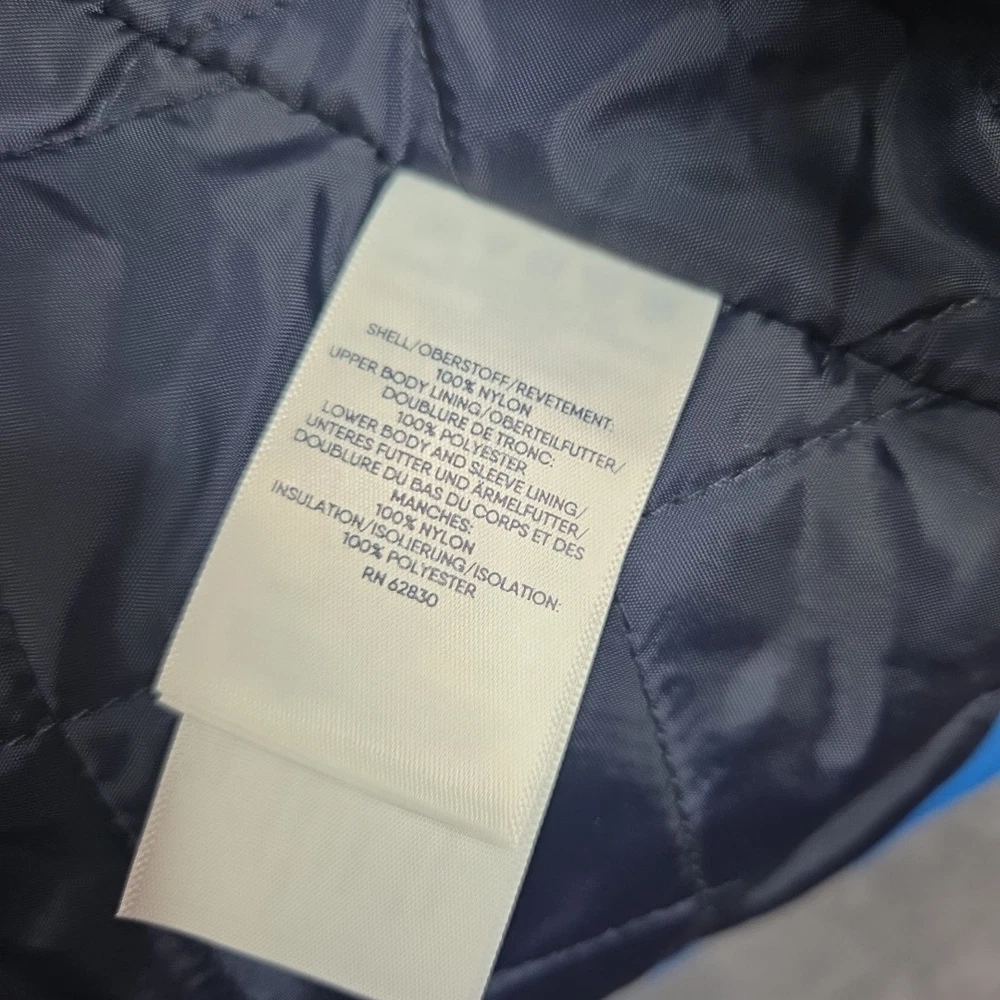 SHELL/OBERSTOFF/REVETEMENT:
100% NYLON
UPPER BODY LINING/OBERTEILFUTTER/
DOUBLURE DE TRONC:
100% POLYESTER
LOWER BODY AND SLEEVE LINING/
UNTERES FUTTER UND ÄRMELFUTTER/
DOUBLURE DU BAS DU CORPS ET DES
MANCHES:
100% NYLON
INSULATION/ISOLIERUNG/ISOLATION:
100% POLYESTER
RN 62830